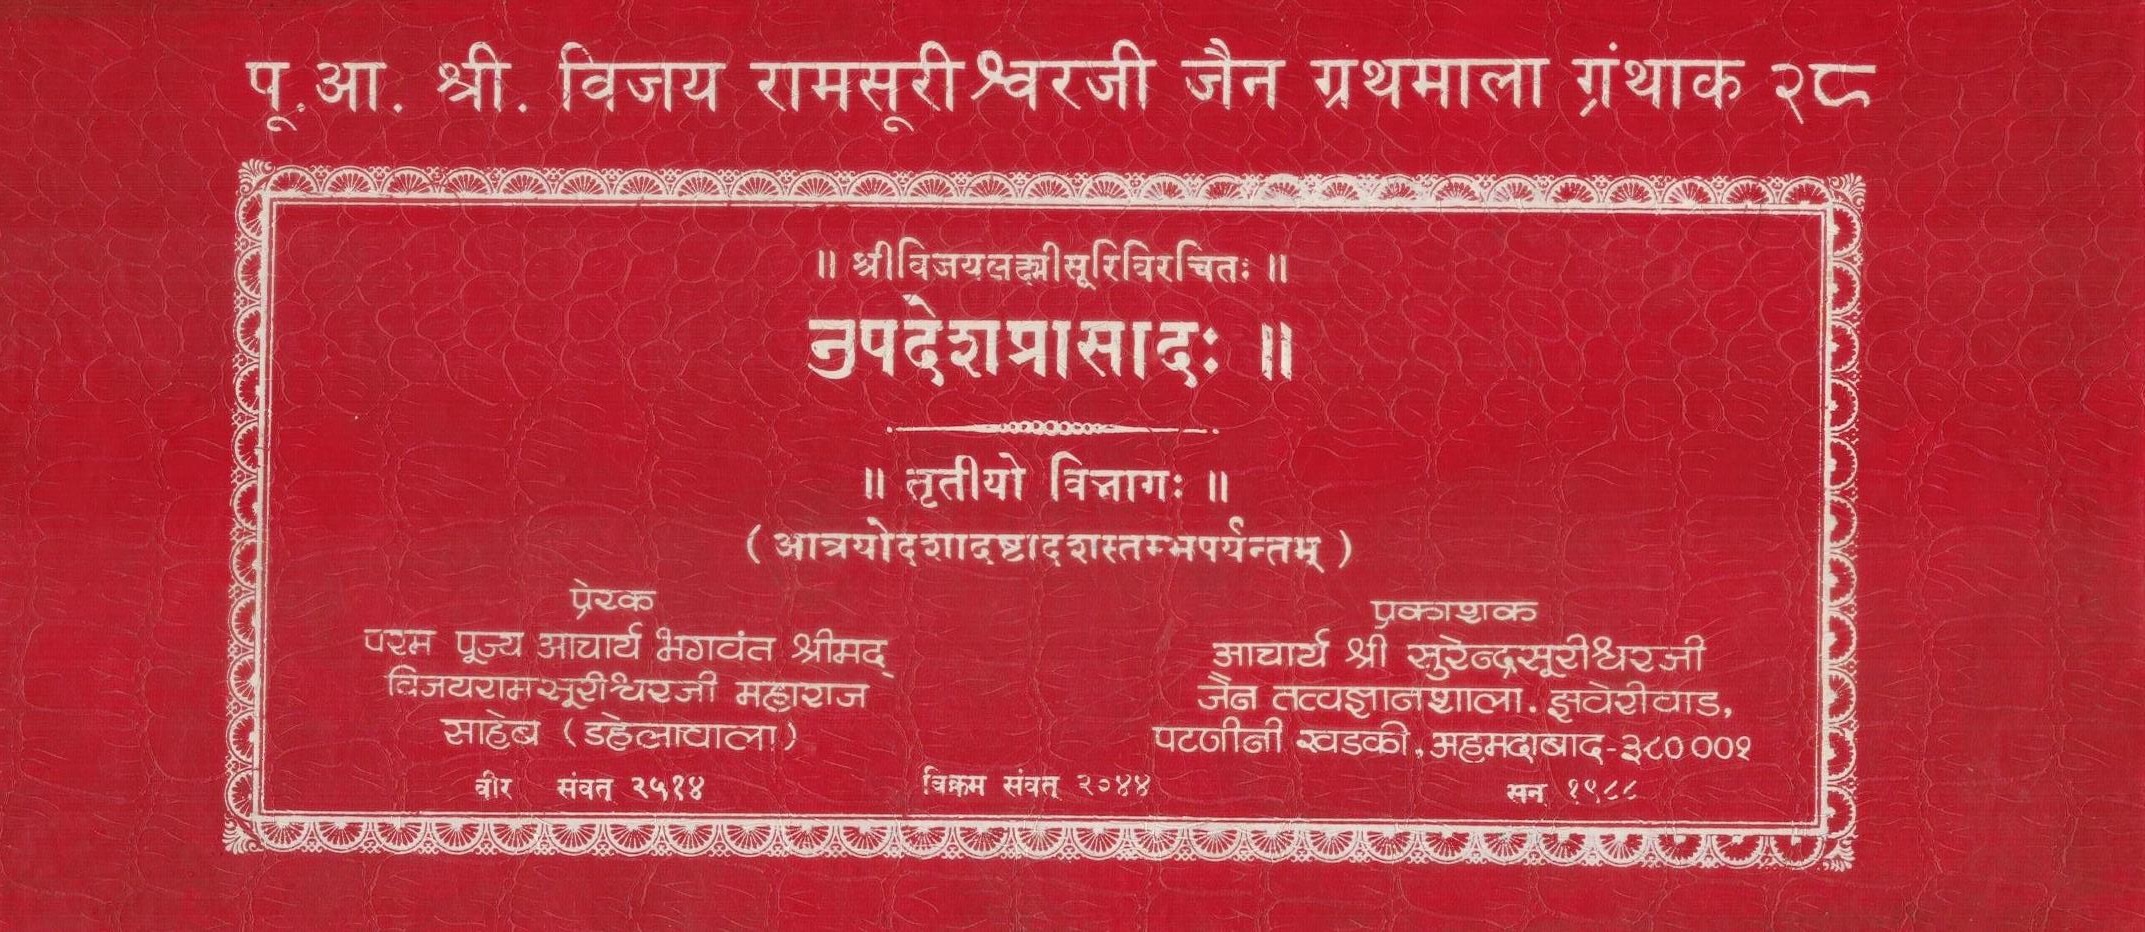 पू.आ. श्री. विजय रामसूरीश्वरजी जैन ग्रथमाला ग्रंथाक २८
॥ श्रीविजयलक्ष्मीसूरिविरचितः ॥
उपदेशप्रासादः ॥
॥ तृतीयो विभागः ॥
(आत्रयोदशादष्टादशस्तम्भपर्यन्तम्)
प्रेरक
परम पूज्य आचार्य भगवंत श्रीमद्
विजयरामसूरीश्वरजी महाराज
साहेब (डहेलावाला)
प्रकाशक
आचार्य श्री सुरेन्द्रसूरीश्वरजी
जैन तत्वज्ञानशाला. झवेरीवाड,
पटणीनी खडकी, अहमदाबाद-३८०००१
वीर संवत् २५१४ विक्रम संवत् २०४४ सन १९८८